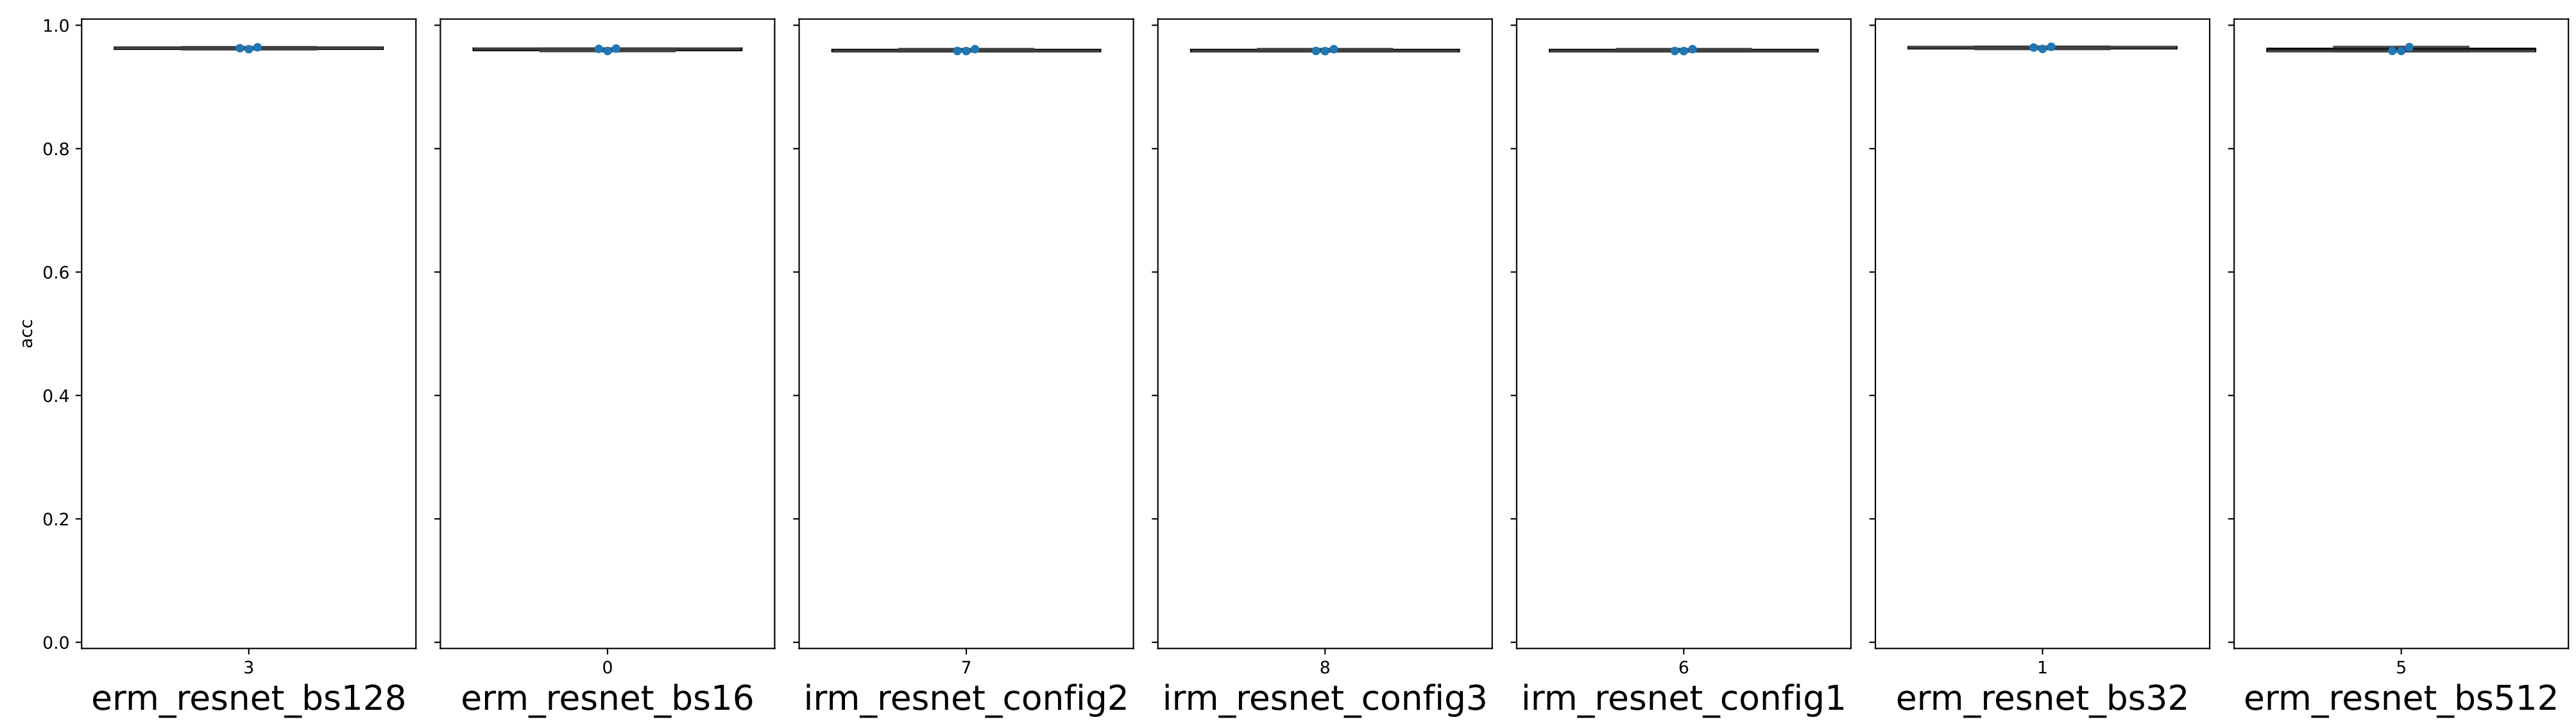 1.0
0.8
0.6
0.4
0.2
0.0
acc
3 0 7 8 6 1 5
erm_resnet_bs128 erm_resnet_bs16 irm_resnet_config2 irm_resnet_config3 irm_resnet_config1 erm_resnet_bs32 erm_resnet_bs512